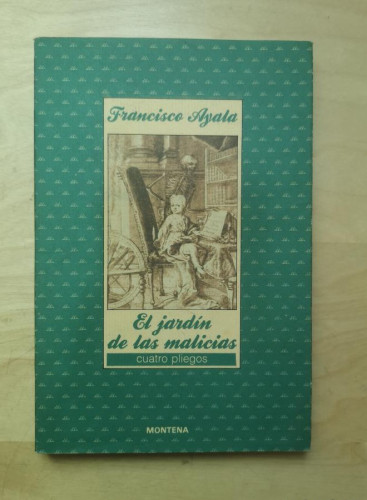 Francisco Ayala
El jardín
de las malicias
cuatro pliegos
MONTENA